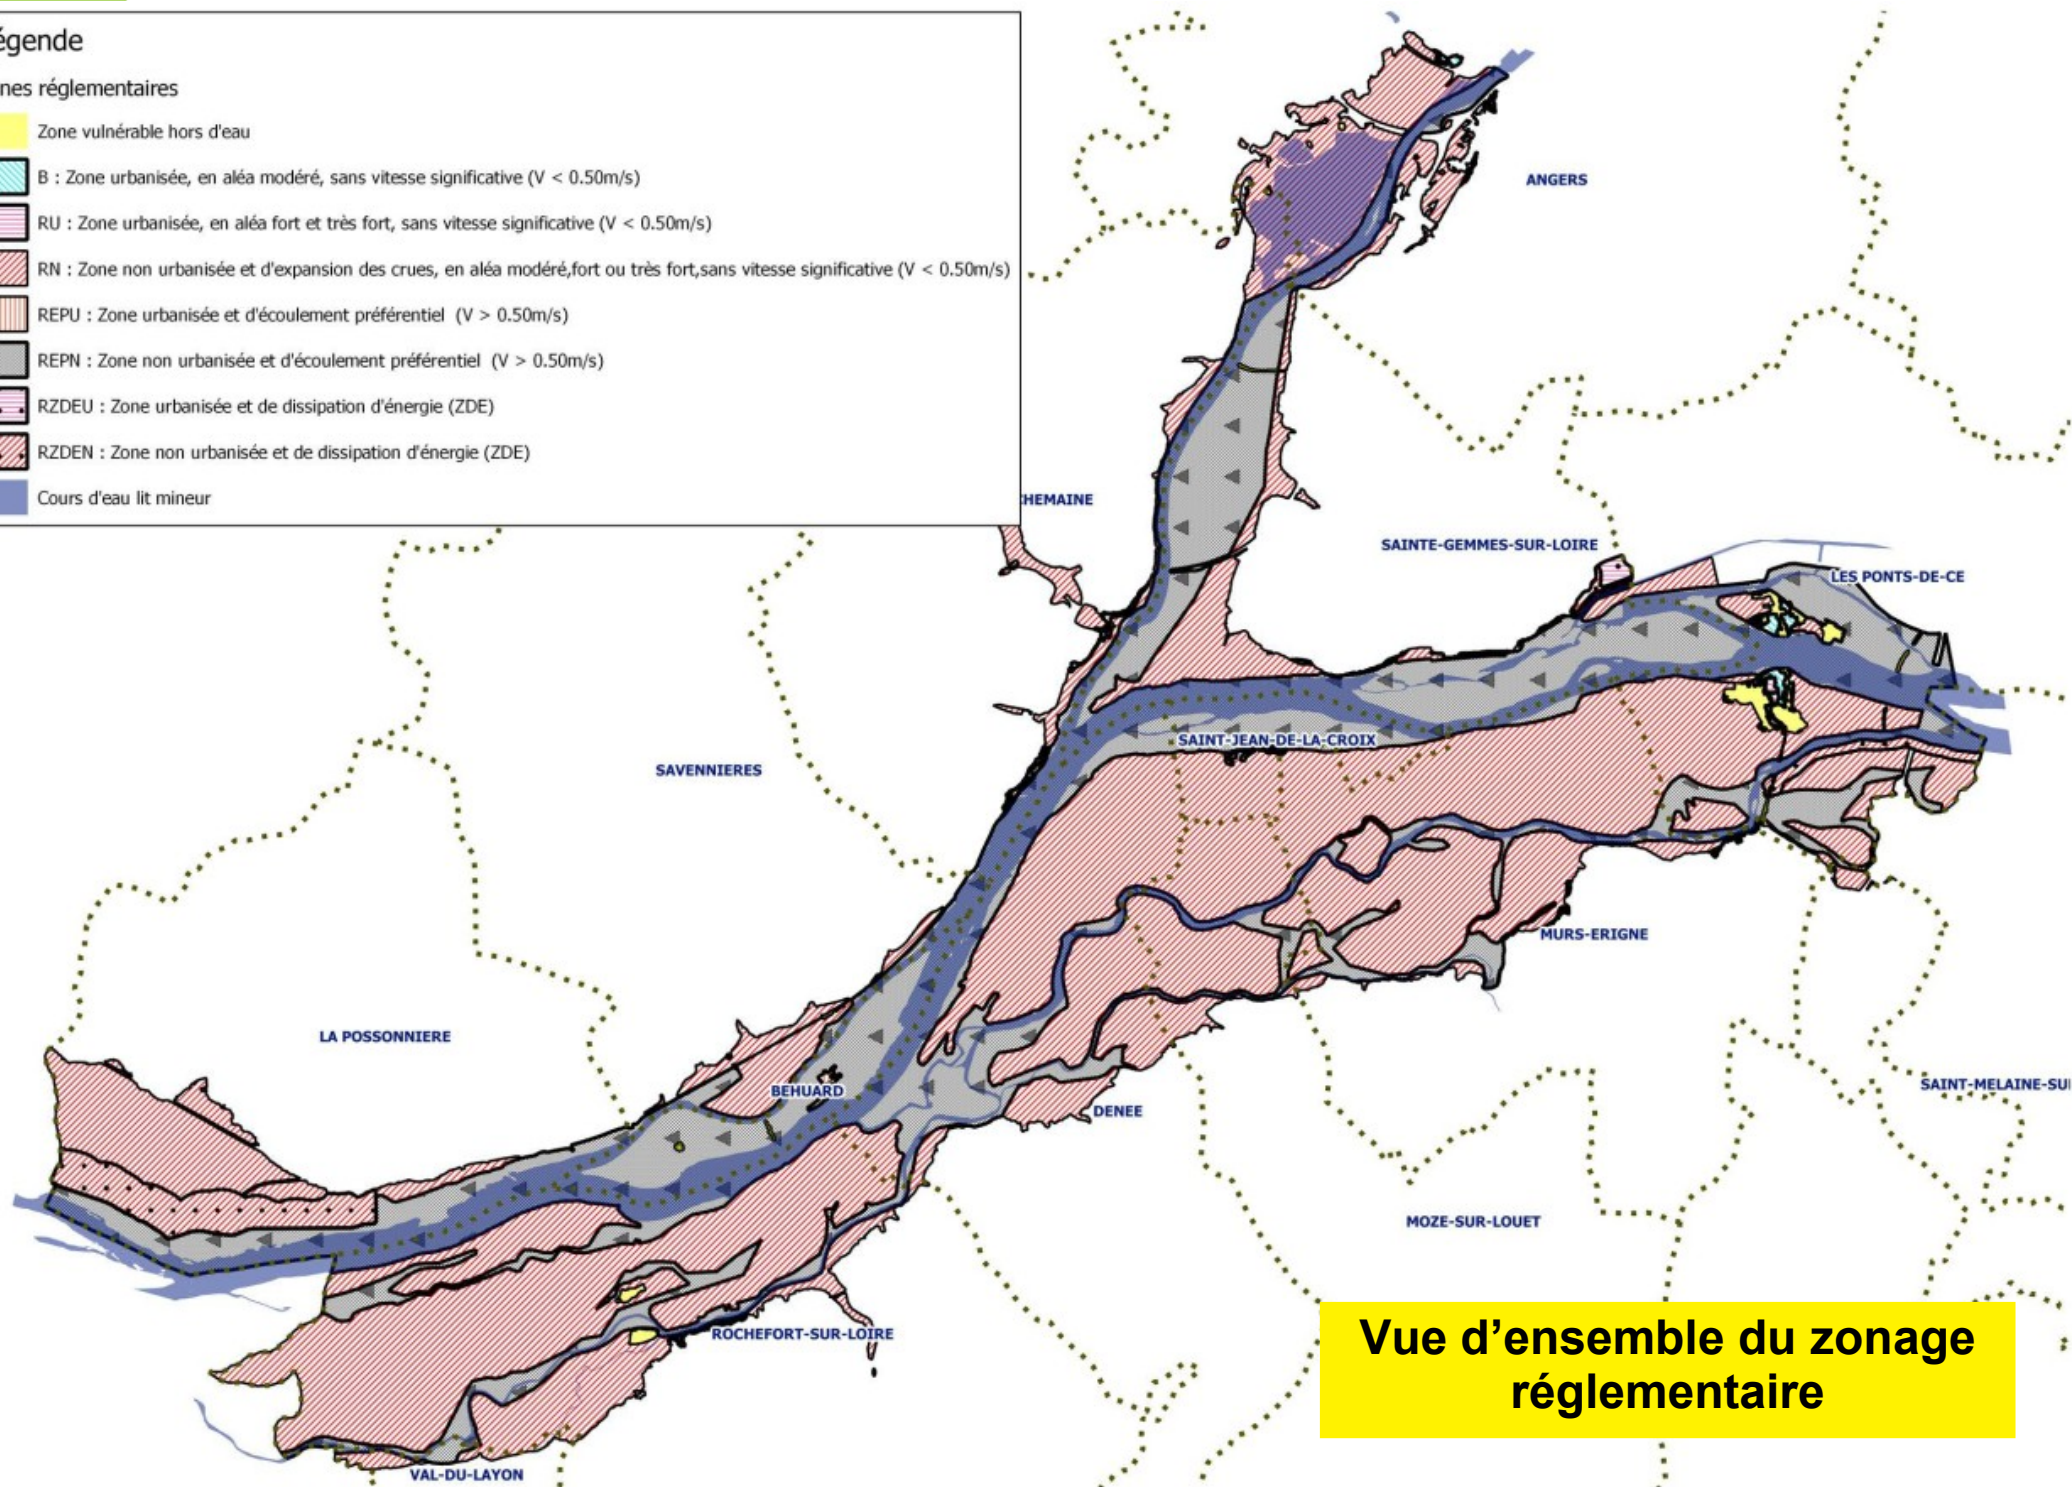 égende
nes réglementaires
Zone vulnérable hors d'eau
B : Zone urbanisée, en aléa modéré, sans vitesse significative (V < 0.50m/s)
RU : Zone urbanisée, en aléa fort et très fort, sans vitesse significative (V < 0.50m/s)
RN : Zone non urbanisée et d'expansion des crues, en aléa modéré,fort ou très fort,sans vitesse significative (V < 0.50m/s)
REPU : Zone urbanisée et d'écoulement préférentiel (V > 0.50m/s)
REPN : Zone non urbanisée et d'écoulement préférentiel (V > 0.50m/s)
RZDEU : Zone urbanisée et de dissipation d'énergie (ZDE)
RZDEN : Zone non urbanisée et de dissipation d'énergie (ZDE)
Cours d'eau lit mineur
ANGERS
CHEMAINE
SAINTE-GEMMES-SUR-LOIRE
LES PONTS-DE-CE
SAINT-JEAN-DE-LA-CROIX
SAVENNIERES
MURS-ERIGNE
LA POSSONNIERE
BEHUARD
SAINT-MELAINE-SU
DENEE
MOZE-SUR-LOUET
ROCHEFORT-SUR-LOIRE
VAL-DU-LAYON
Vue d'ensemble du zonage
réglementaire